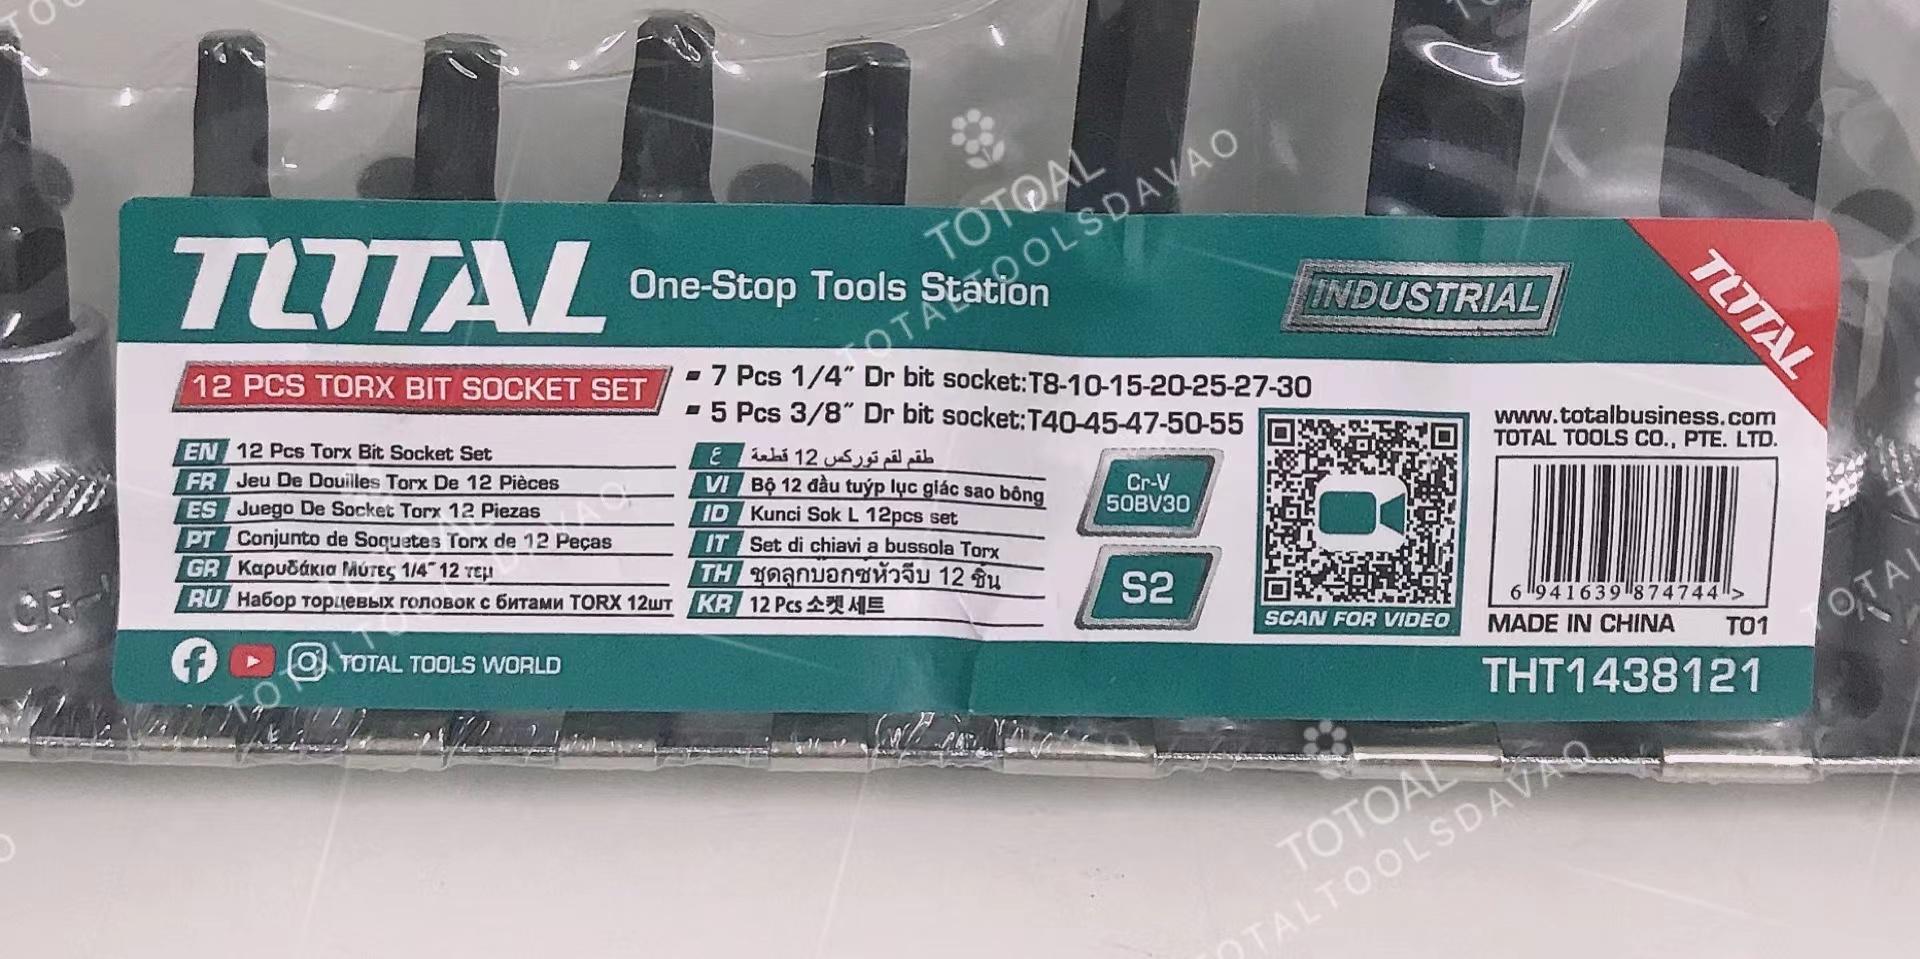 TOTAL
One-Stop Tools Station
INDUSTRIAL
TOTAL
12 PCS TORX BIT SOCKET SET
7 Pcs 1/4″ Dr bit socket:T8-10-15-20-25-27-30
5 Pcs 3/8″ Dr bit socket:T40-45-47-50-55
EN 12 Pcs Torx Bit Socket Set
FR Jeu De Douilles Torx De 12 Pièces
ES Juego De Socket Torx 12 Piezas
PT Conjunto de Soquetes Torx de 12 Peças
GR Καρυδάκια Μύτες 1/4″ 12 τεμ
RU Набор торцевых головок с битами TORX 12шт
ع طقم لقم توركس 12 قطعة
VI Bộ 12 đầu tuýp lục giác sao bông
ID Kunci Sok L 12pcs set
IT Set di chiavi a bussola Torx
TH ชุดลูกบ๊อกซ์หัวจีบ 12 ชิ้น
KR 12 Pcs 소켓 세트
Cr-V
50BV30
S2
SCAN FOR VIDEO
www.totalbusiness.com
TOTAL TOOLS CO., PTE. LTD.
6 941639 874744 >
MADE IN CHINA T01
TOTAL TOOLS WORLD
THT1438121
CR-
TOTOAL
TOTALTOOLSDAVAO
TOTOAL
TOTALTOOLSDAVAO